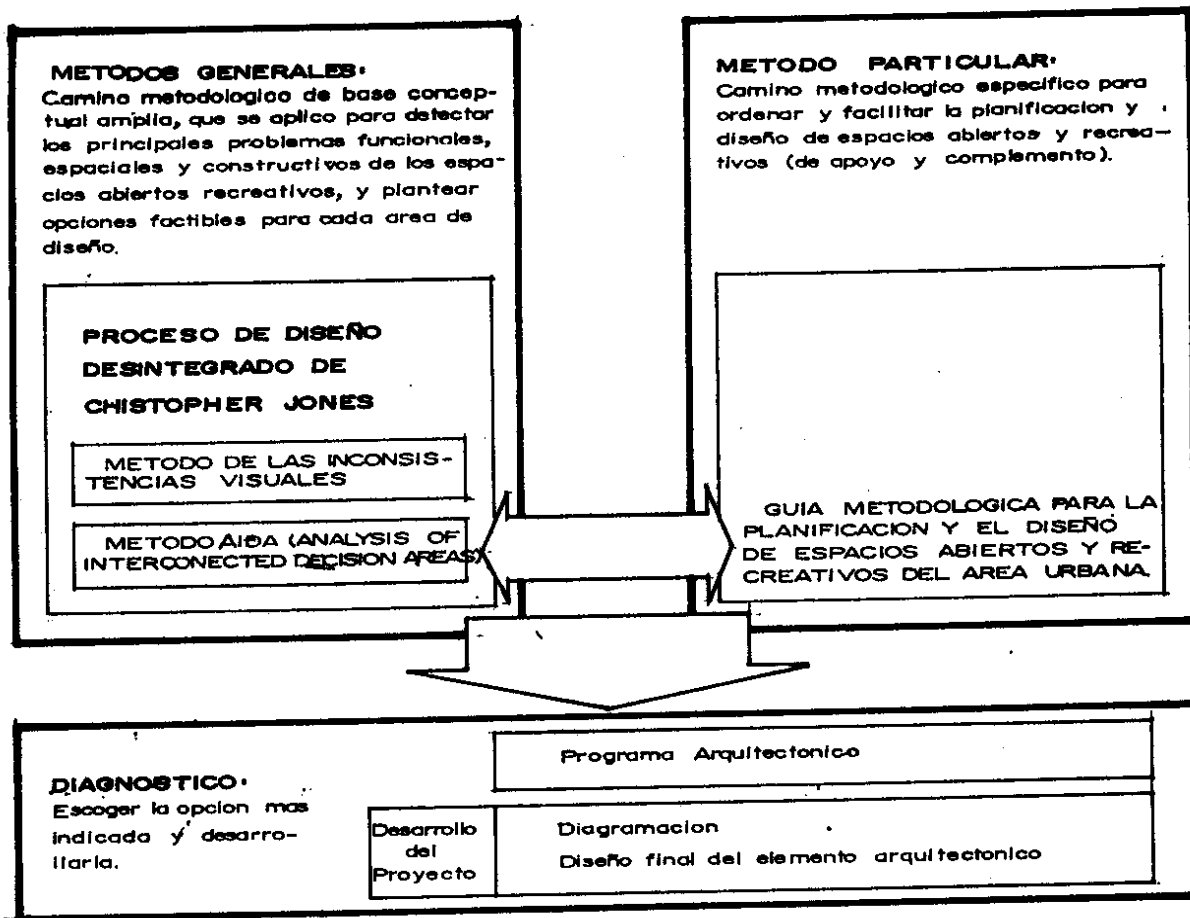 METODOS GENERALES:
Camino metodologico de base concep-
tual amplia, que se aplico para detectar
los principales problemas funcionales,
espaciales y constructivos de los espa-
cios abiertos recreativos, y plantear
opciones factibles para cada area de
diseño.
PROCESO DE DISEÑO
DESINTEGRADO DE
CHISTOPHER JONES
METODO DE LAS INCONSIS-
TENCIAS VISUALES
METODO AIDA (ANALYSIS OF
INTERCONECTED DECISION AREAS)
METODO PARTICULAR:
Camino metodologico especifico para
ordenar y facilitar la planificacion y
diseño de espacios abiertos y recrea-
tivos (de apoyo y complemento).
GUIA METODOLOGICA PARA LA
PLANIFICACION Y EL DISEÑO
DE ESPACIOS ABIERTOS Y RE-
CREATIVOS DEL AREA URBANA.
DIAGNOSTICO:
Escoger la opcion mas
indicada y desarro-
llarla.
Programa Arquitectonico
Desarrollo
del
Proyecto
Diagramacion
Diseño final del elemento arquitectonico